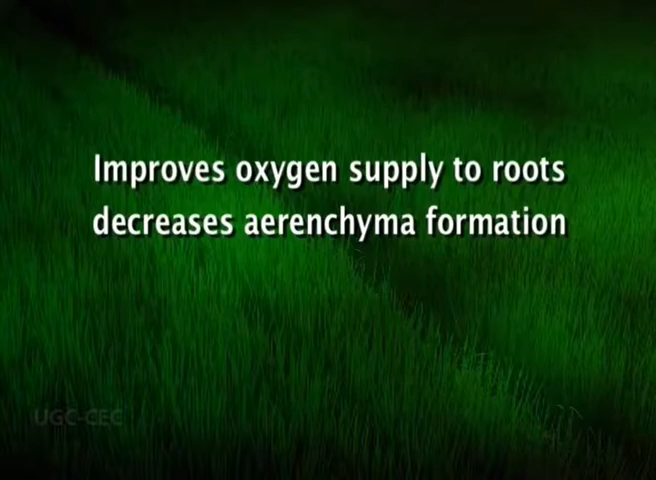 Improves oxygen supply to roots
decreases aerenchyma formation
UGC-CEC